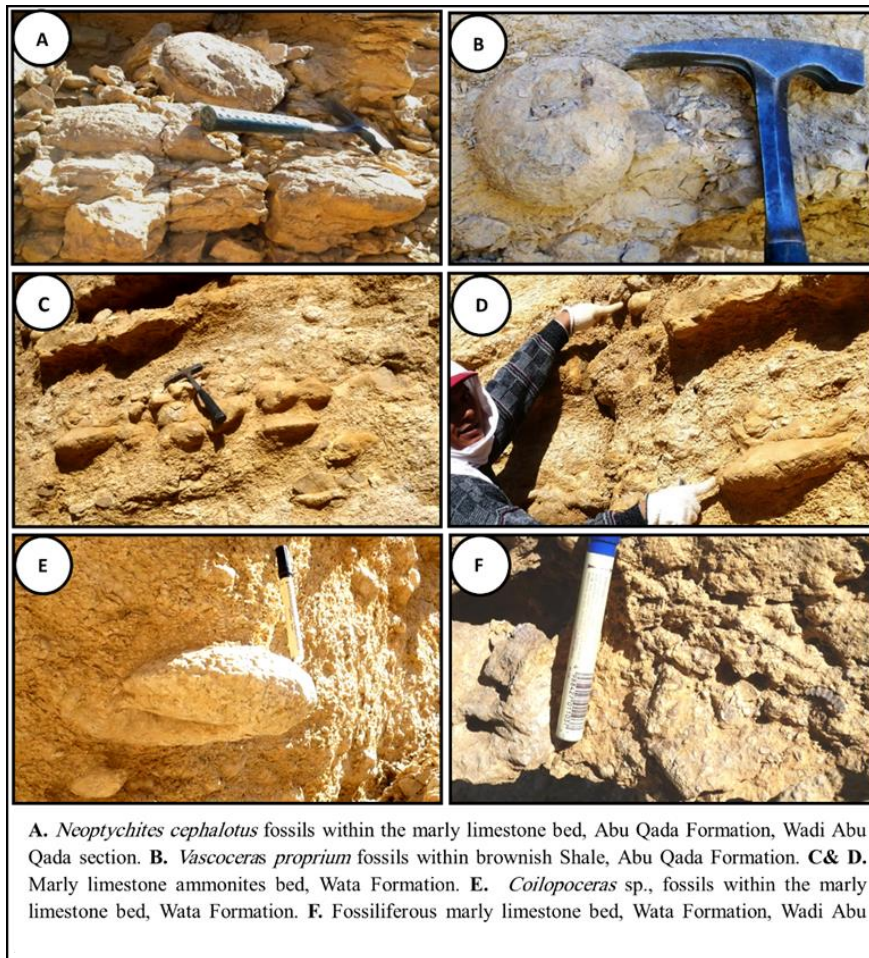 A
B
C
D
E
F
A. Neoptychites cephalotus fossils within the marly limestone bed, Abu Qada Formation, Wadi Abu
Qada section. B. Vascoceras proprium fossils within brownish Shale, Abu Qada Formation. C& D.
Marly limestone ammonites bed, Wata Formation. E. Coilopoceras sp., fossils within the marly
limestone bed, Wata Formation. F. Fossiliferous marly limestone bed, Wata Formation, Wadi Abu